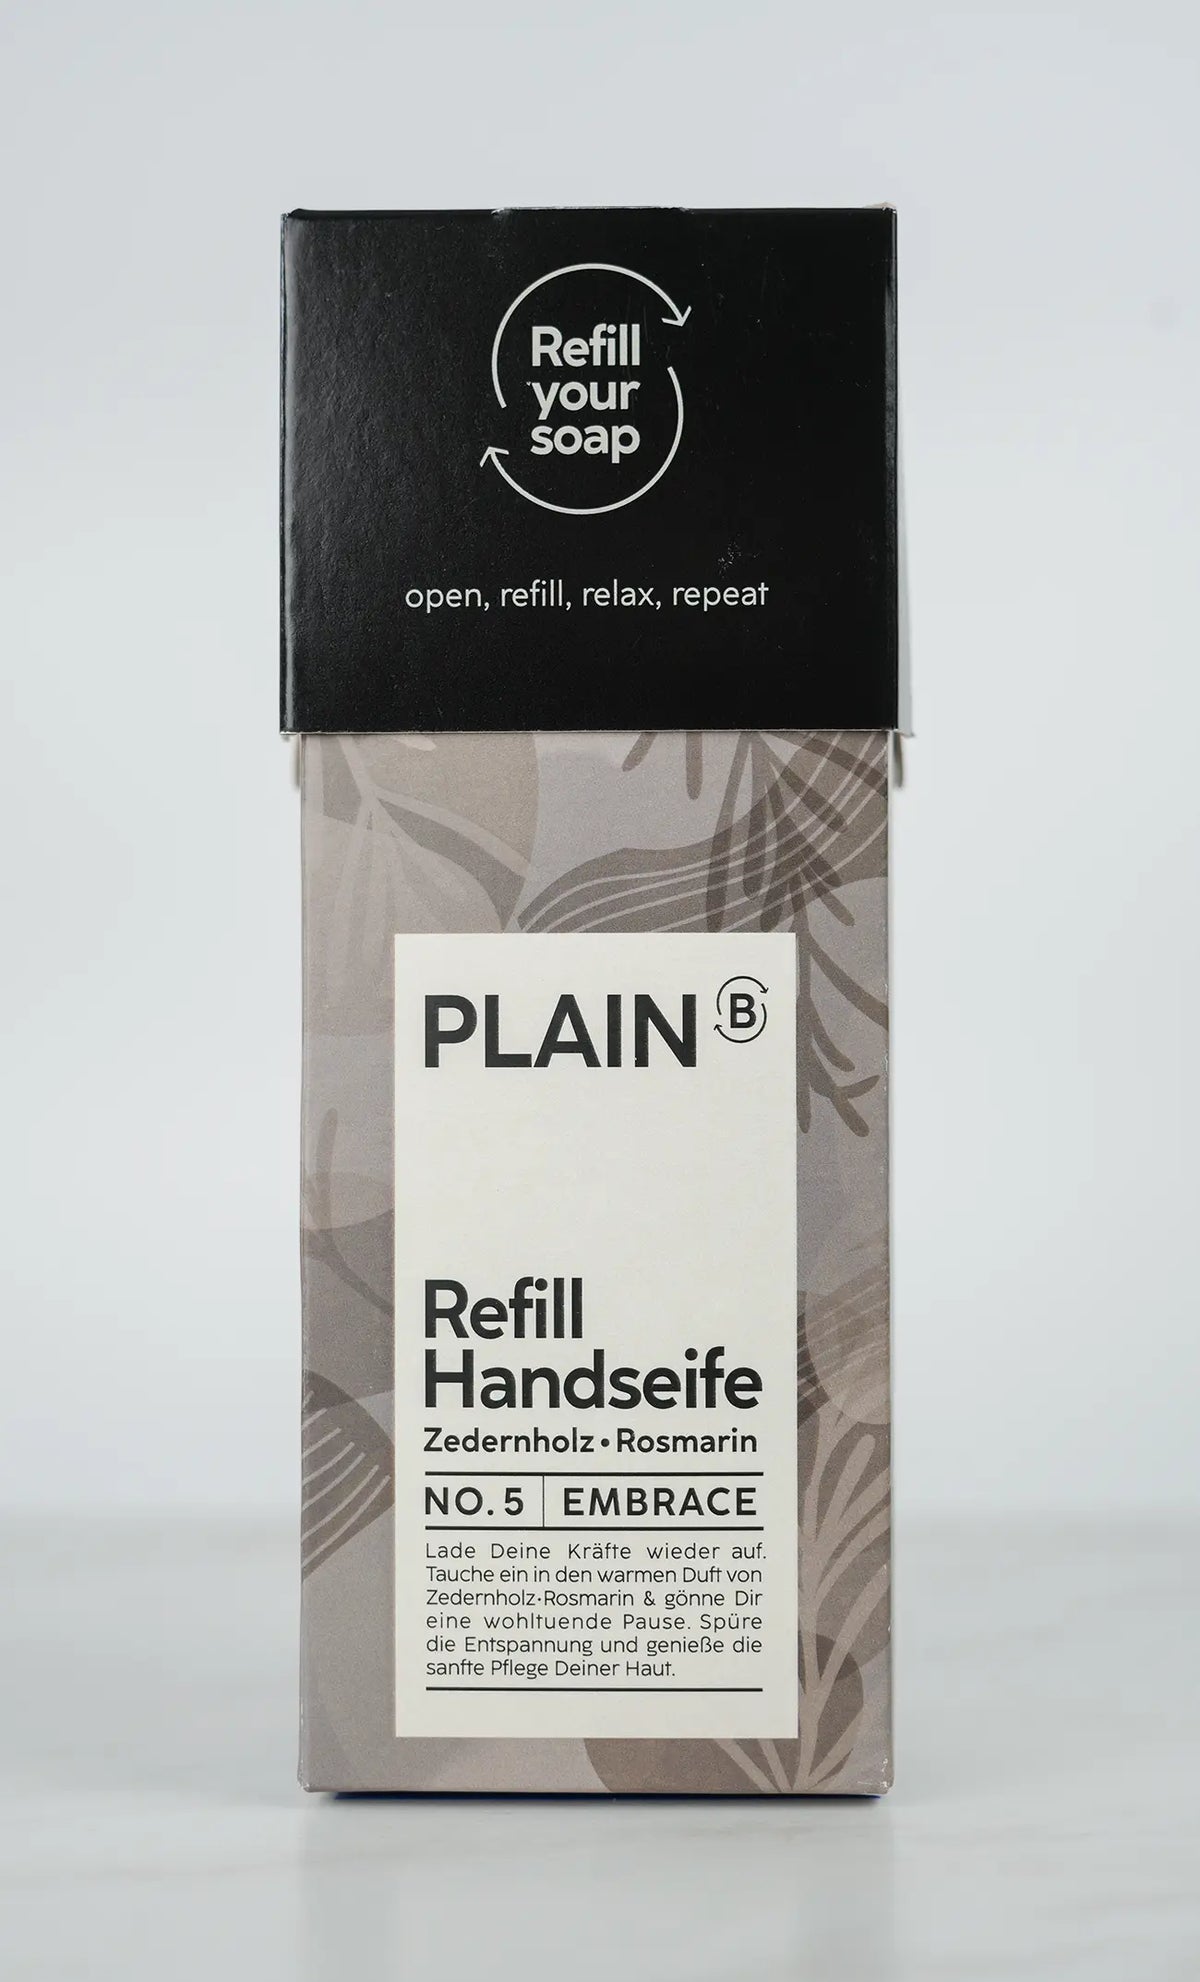 Refill
your
soap
open, refill, relax, repeat
PLAIN B
Refill
Handseife
Zedernholz • Rosmarin
NO. 5 | EMBRACE
Lade Deine Kräfte wieder auf.
Tauche ein in den warmen Duft von
Zedernholz·Rosmarin & gönne Dir
eine wohltuende Pause. Spüre
die Entspannung und genieße die
sanfte Pflege Deiner Haut.